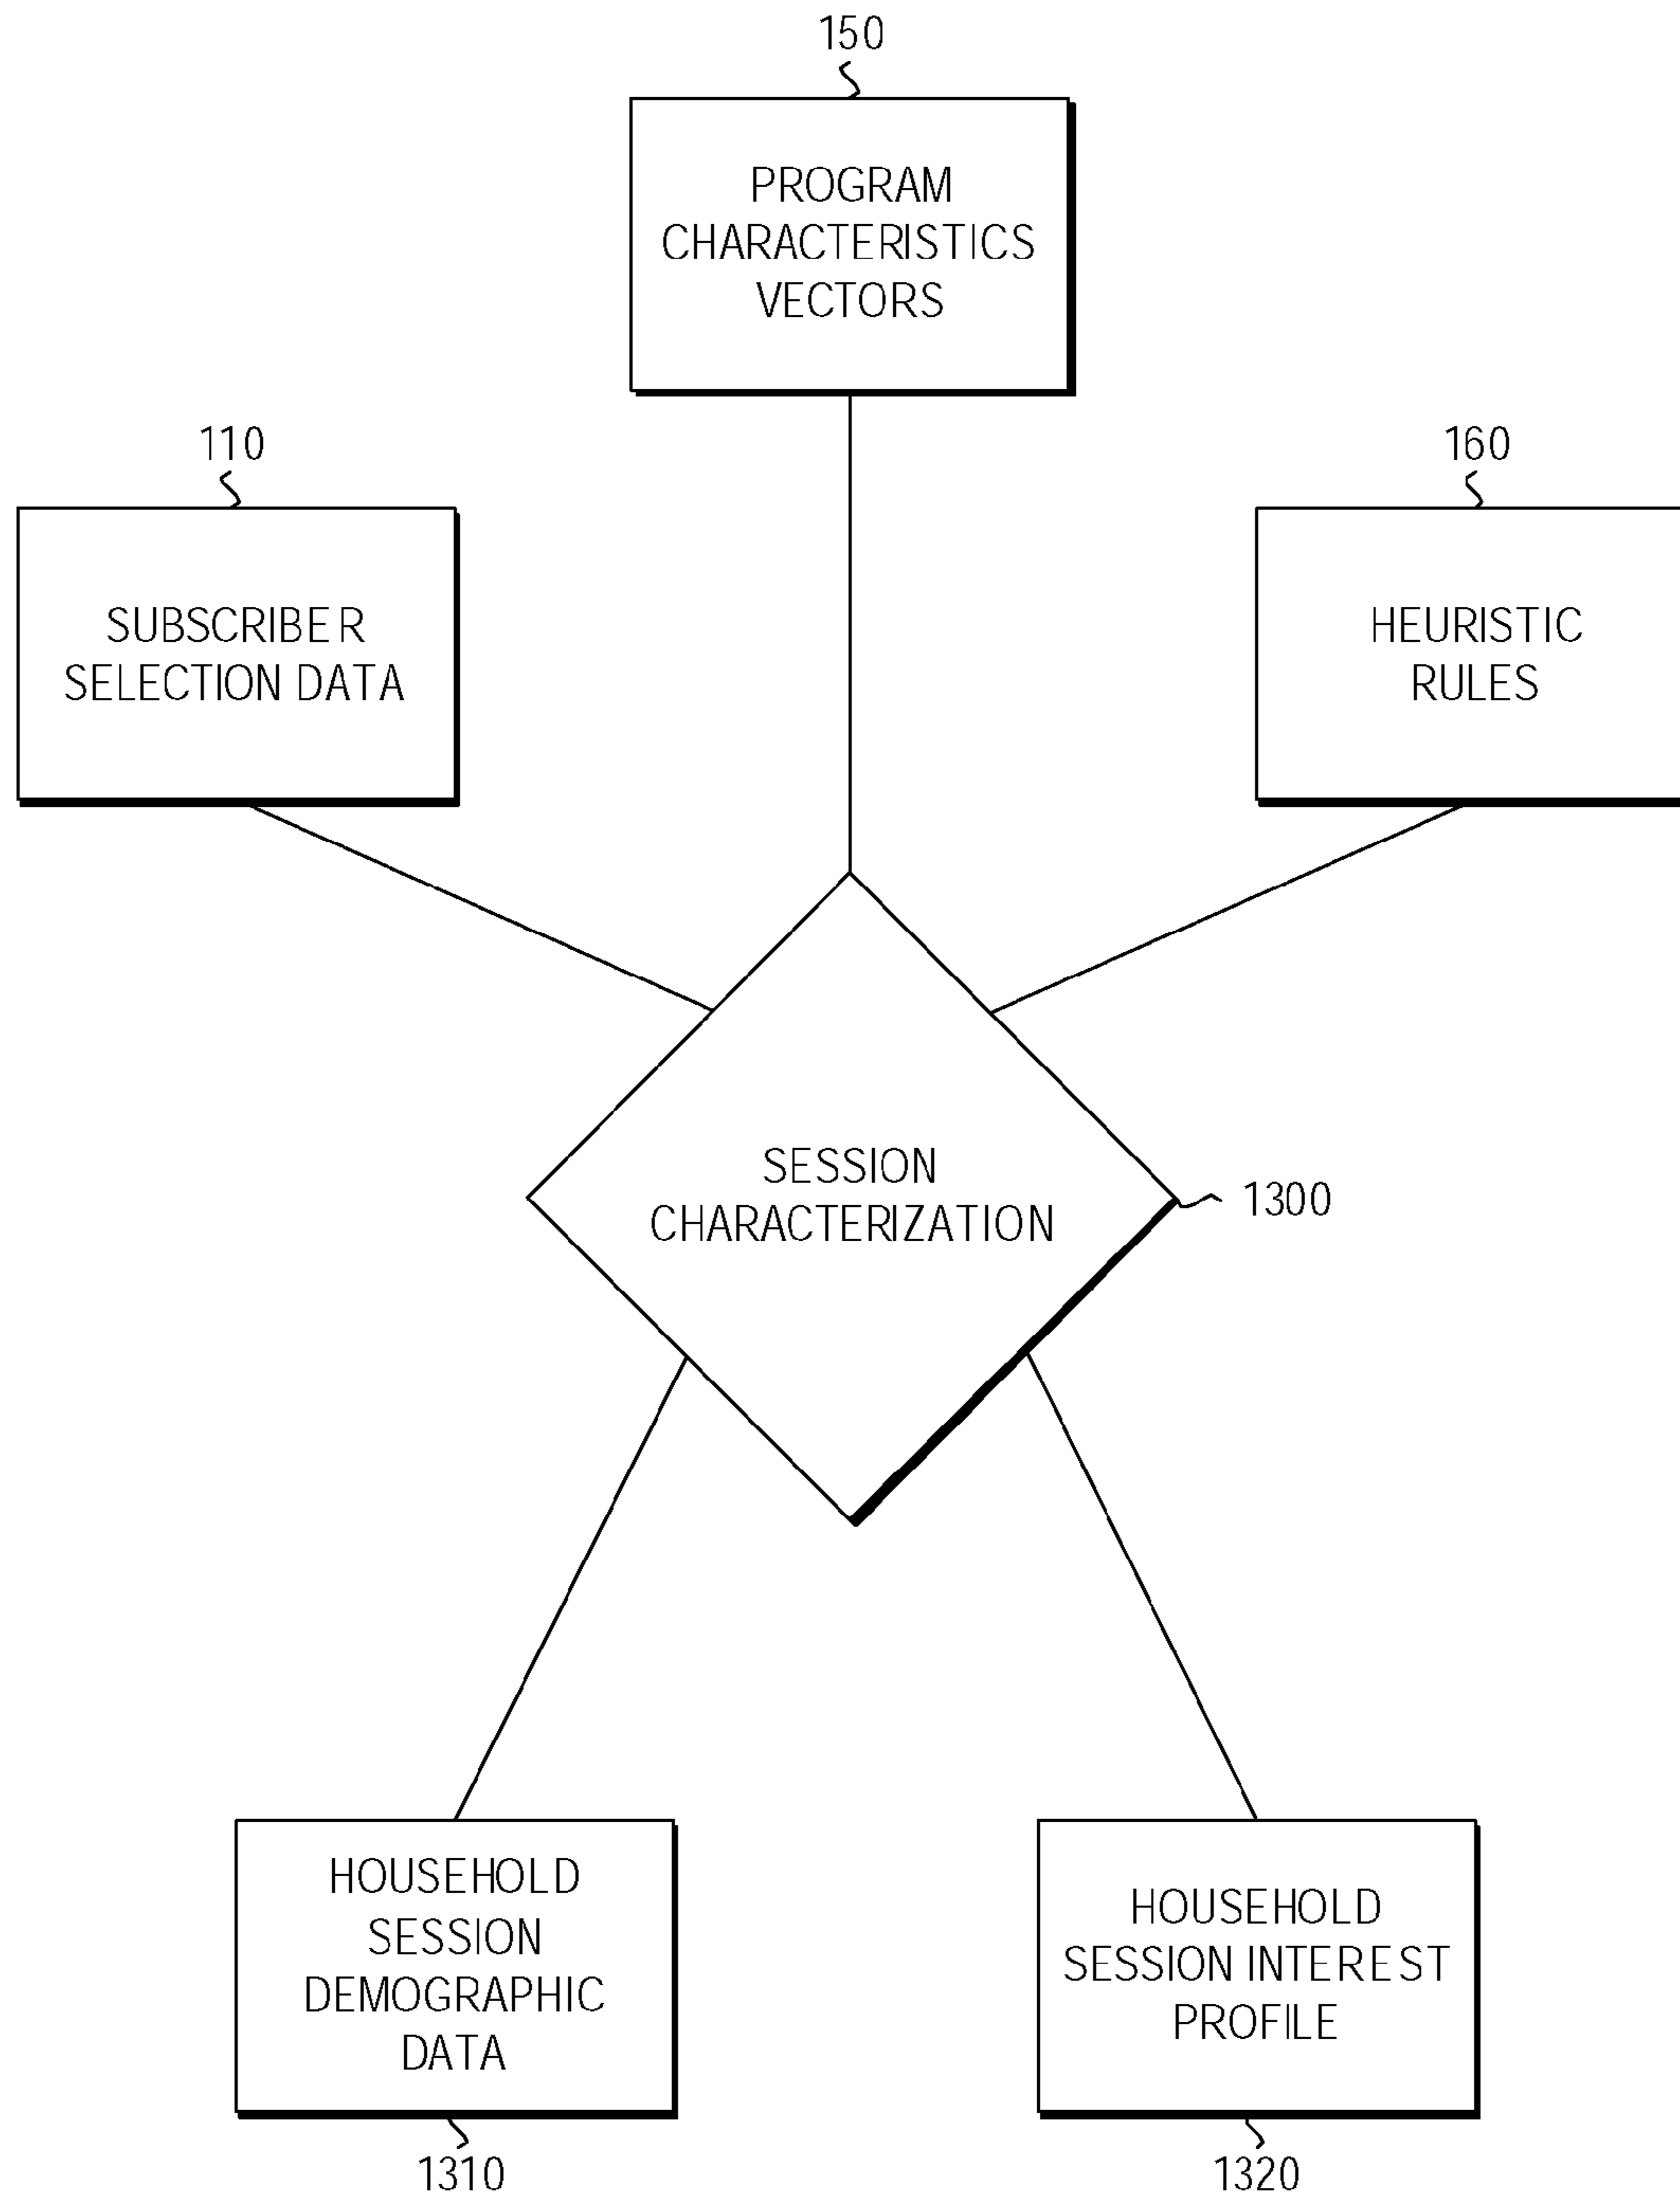 150
PROGRAM
CHARACTERISTICS
VECTORS
110
160
SUBSCRIBER
SELECTION DATA
HEURISTIC
RULES
SESSION
CHARACTERIZATION
1300
HOUSEHOLD
SESSION
DEMOGRAPHIC
DATA
HOUSEHOLD
SESSION INTEREST
PROFILE
1310
1320